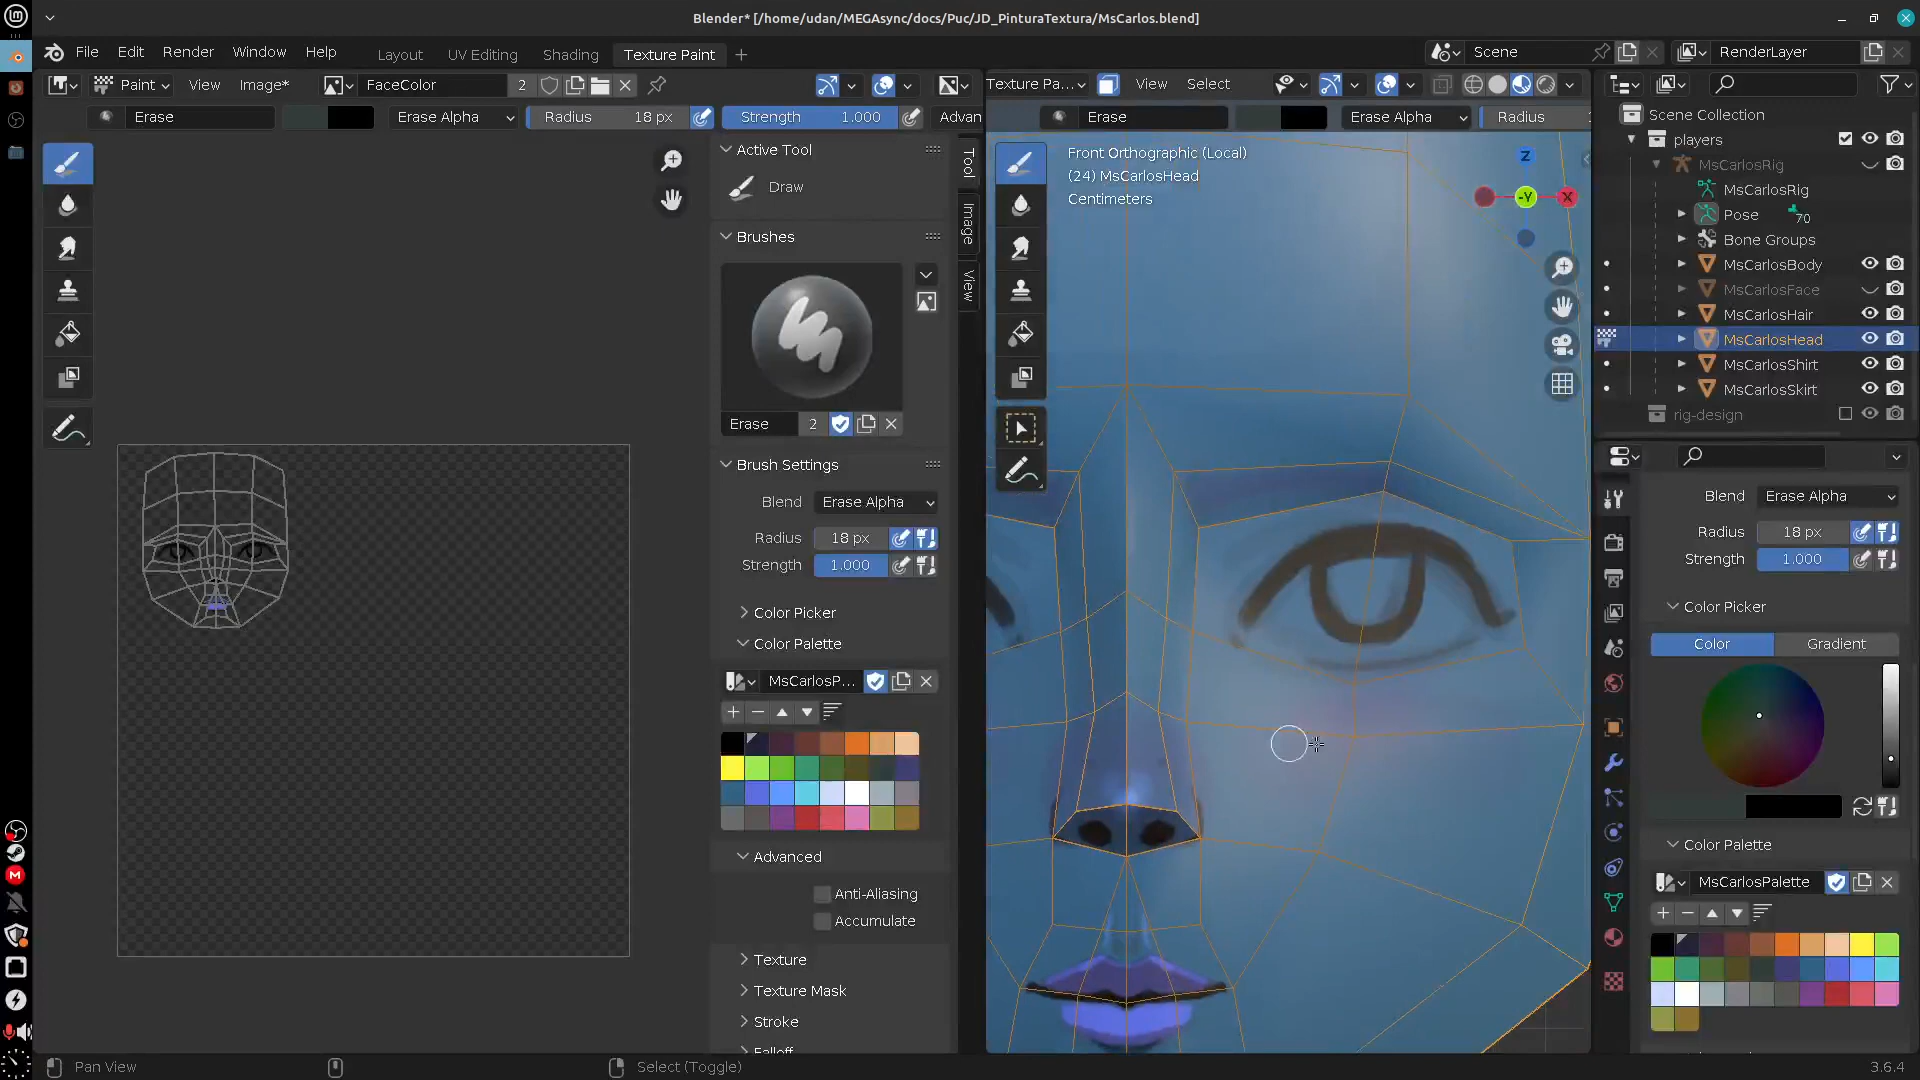 Blender* [/home/udan/MEGAsync/docs/Puc/JD_PinturaTextura/MsCarlos.blend]
File Edit Render Window Help
Layout UV Editing Shading Texture Paint
Scene
RenderLayer
Paint View Image*
FaceColor 2
Texture Pa... View Select
Erase Erase Alpha Radius 18 px Strength 1.000 Advan
Erase Erase Alpha Radius
Active Tool
Draw
Brushes
Erase 2
Brush Settings
Blend Erase Alpha
Radius 18 px
Strength 1.000
Color Picker
Color Palette
MsCarlosP...
Advanced
Anti-Aliasing
Accumulate
Texture
Texture Mask
Stroke
Falloff
Tool
Image
View
Front Orthographic (Local)
(24) MsCarlosHead
Centimeters
Z
-Y
X
Scene Collection
players
MsCarlosRig
MsCarlosRig
Pose 70
Bone Groups
MsCarlosBody
MsCarlosFace
MsCarlosHair
MsCarlosHead
MsCarlosShirt
MsCarlosSkirt
rig-design
Blend Erase Alpha
Radius 18 px
Strength 1.000
Color Picker
Color Gradient
Color Palette
MsCarlosPalette
Pan View
Select (Toggle)
3.6.4